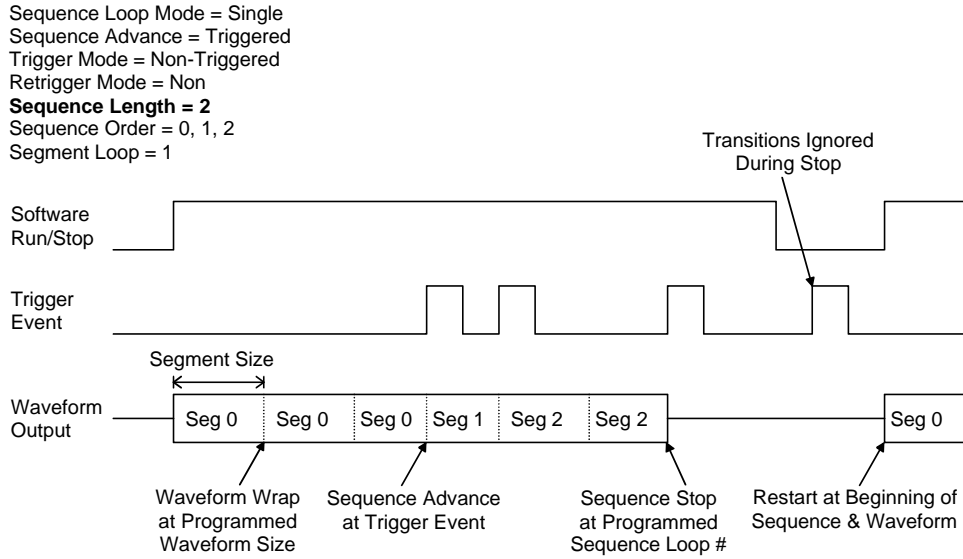 Sequence Loop Mode = Single
Sequence Advance = Triggered
Trigger Mode = Non-Triggered
Retrigger Mode = Non
Sequence Length = 2
Sequence Order = 0, 1, 2
Segment Loop = 1
Transitions Ignored
During Stop
Software
Run/Stop
Trigger
Event
Segment Size
Waveform
Output
Seg 0
Seg 0
Seg 0
Seg 1
Seg 2
Seg 2
Seg 0
Waveform Wrap
at Programmed
Waveform Size
Sequence Advance
at Trigger Event
Sequence Stop
at Programmed
Sequence Loop #
Restart at Beginning of
Sequence & Waveform